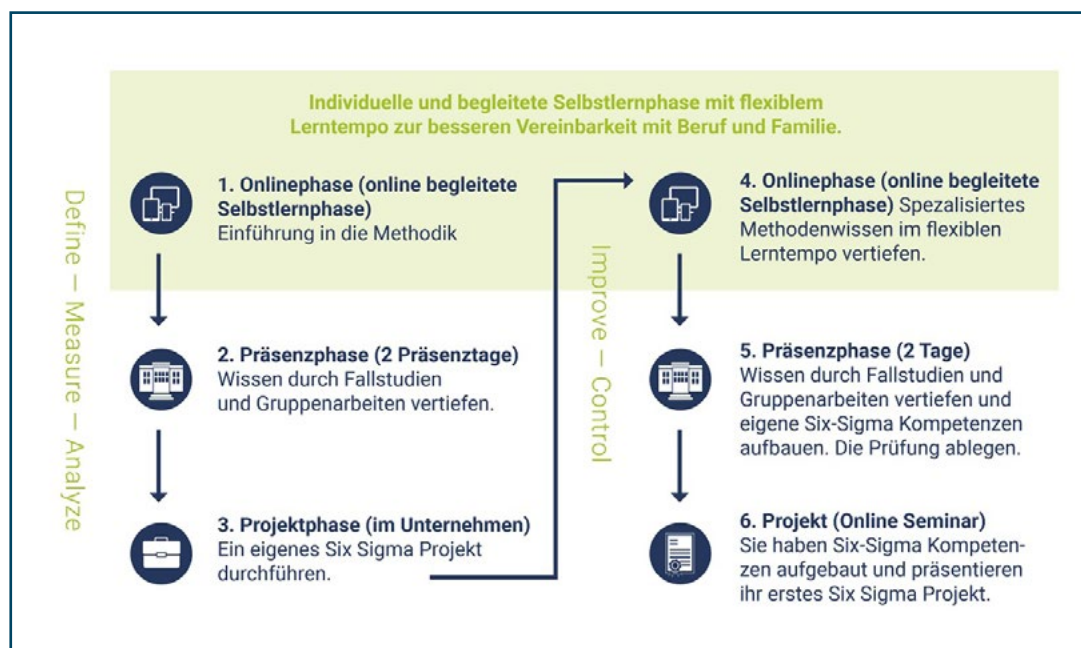 Individuelle und begleitete Selbstlernphase mit flexiblem
Lerntempo zur besseren Vereinbarkeit mit Beruf und Familie.
Define — Measure — Analyze
1. Onlinephase (online begleitete
Selbstlernphase)
Einführung in die Methodik
2. Präsenzphase (2 Präsenztage)
Wissen durch Fallstudien
und Gruppenarbeiten vertiefen.
3. Projektphase (im Unternehmen)
Ein eigenes Six Sigma Projekt
durchführen.
Improve — Control
4. Onlinephase (online begleitete
Selbstlernphase) Spezalisiertes
Methodenwissen im flexiblen
Lerntempo vertiefen.
5. Präsenzphase (2 Tage)
Wissen durch Fallstudien und
Gruppenarbeiten vertiefen und
eigene Six-Sigma Kompetenzen
aufbauen. Die Prüfung ablegen.
6. Projekt (Online Seminar)
Sie haben Six-Sigma Kompeten-
zen aufgebaut und präsentieren
ihr erstes Six Sigma Projekt.